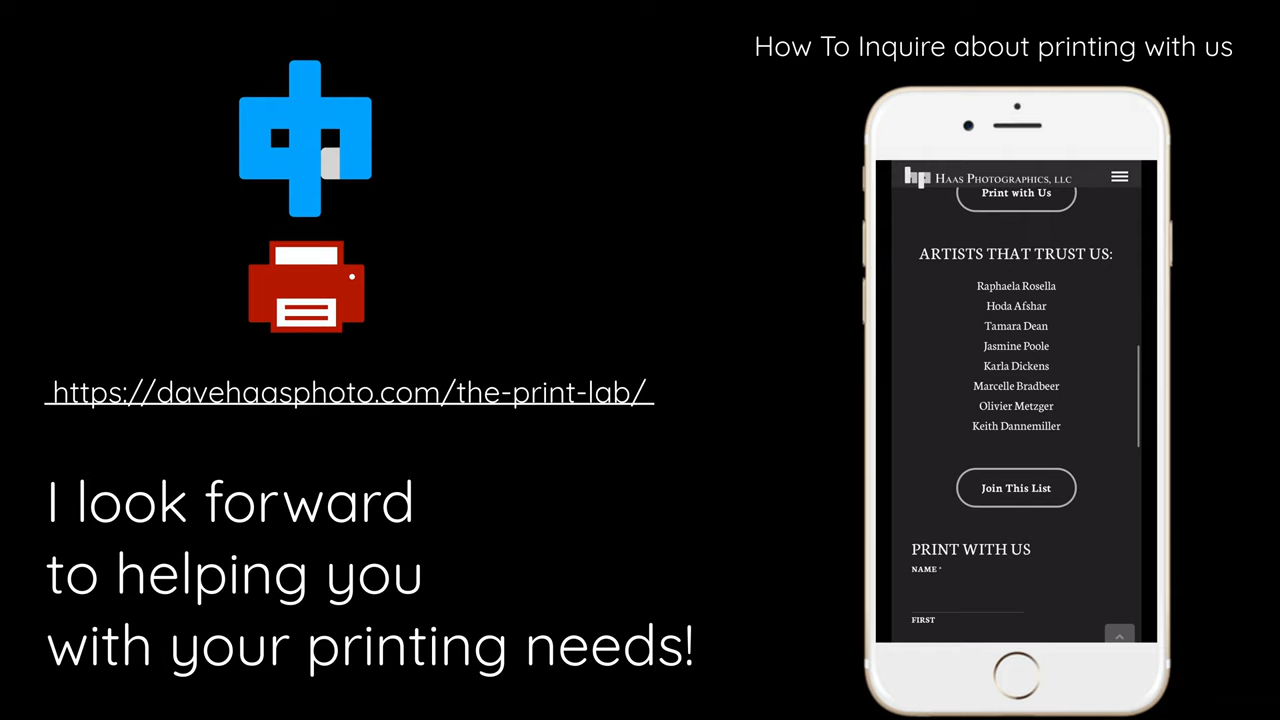 How To Inquire about printing with us
https://davehaasphoto.com/the-print-lab/
I look forward
to helping you
with your printing needs!
hp HAAS PHOTOGRAPHICS, LLC
Print with Us
ARTISTS THAT TRUST US:
Raphaela Rosella
Hoda Afshar
Tamara Dean
Jasmine Poole
Karla Dickens
Marcelle Bradbeer
Olivier Metzger
Keith Dannemiller
Join This List
PRINT WITH US
NAME *
FIRST